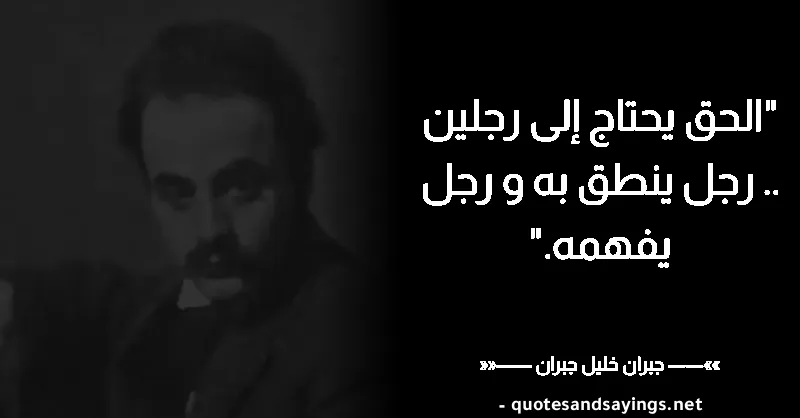 "الحق يحتاج إلى رجلين
.. رجل ينطق به و رجل
يفهمه."
»»—— جبران خليل جبران ——««
- quotesandsayings.net